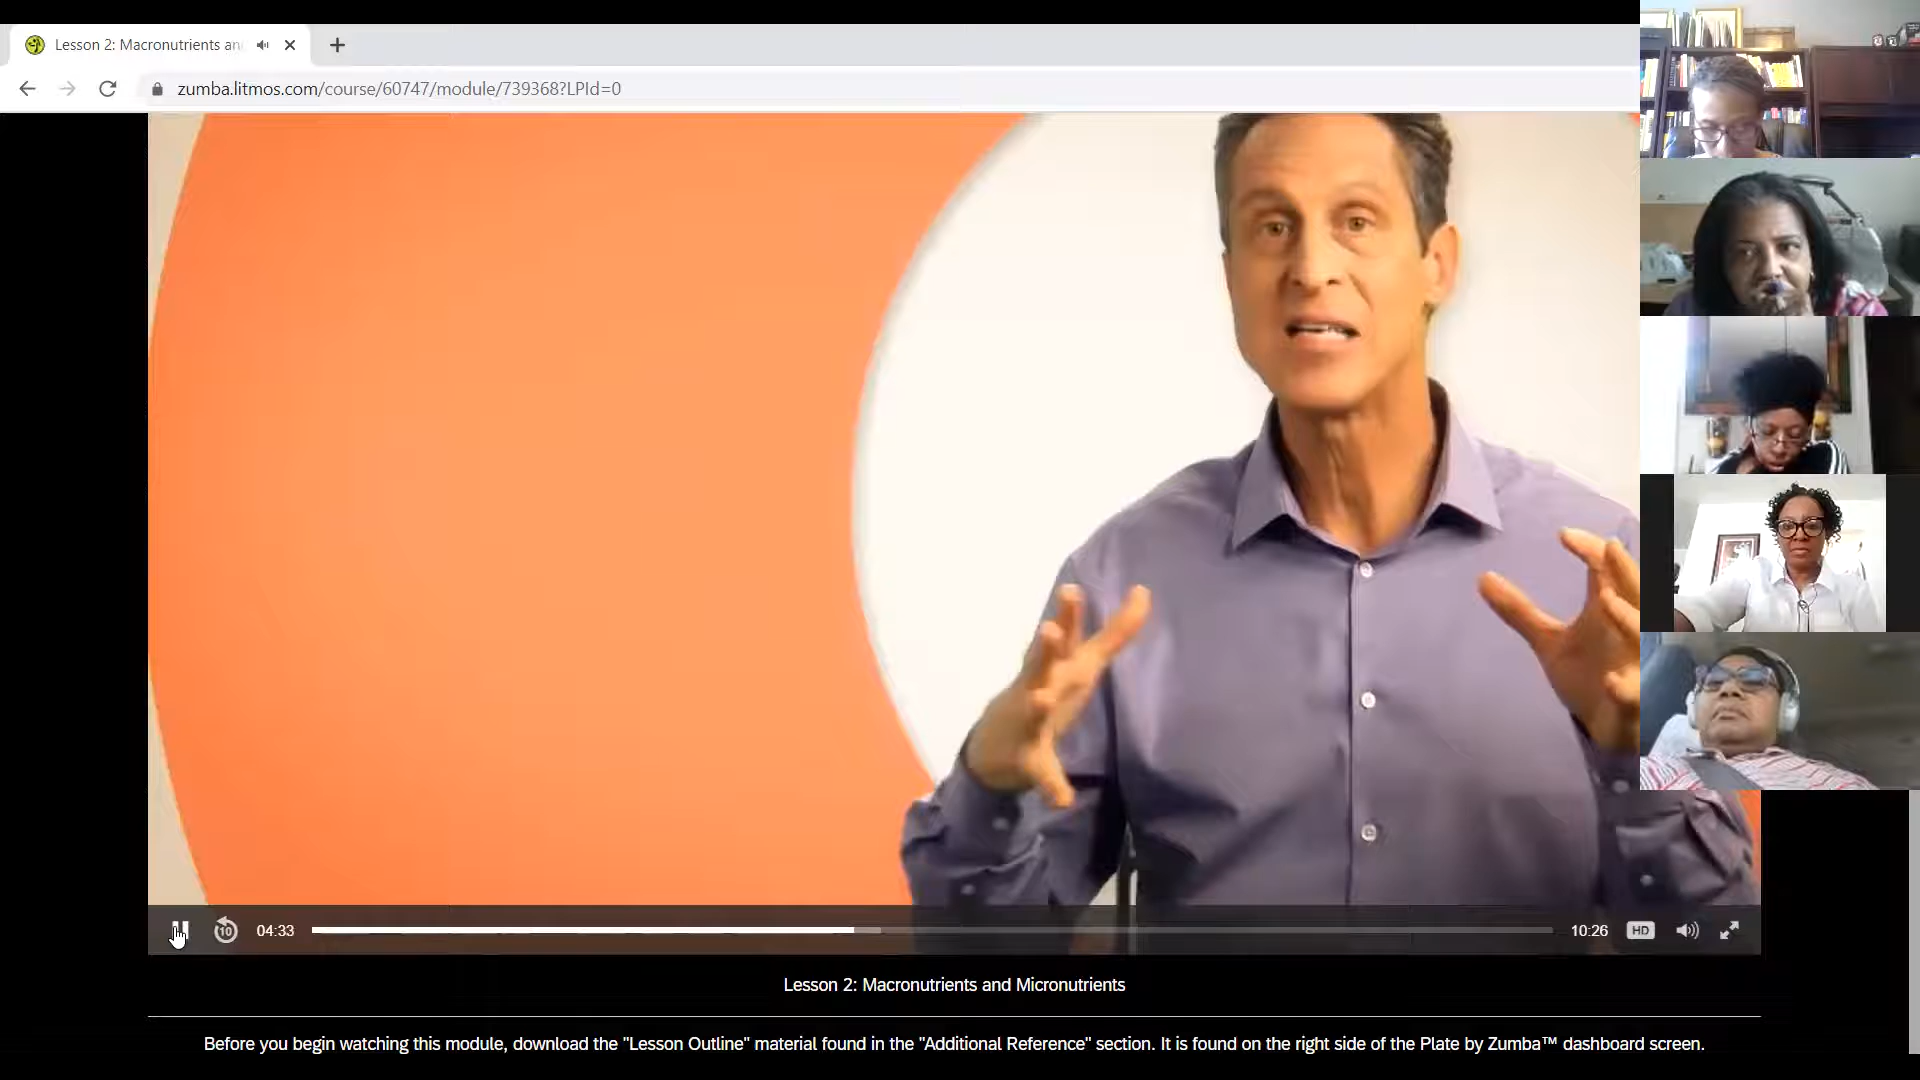 Lesson 2: Macronutrients an
zumba.litmos.com/course/60747/module/739368?LPId=0
10
04:33
10:26
HD
Lesson 2: Macronutrients and Micronutrients
Before you begin watching this module, download the "Lesson Outline" material found in the "Additional Reference" section. It is found on the right side of the Plate by Zumba™ dashboard screen.